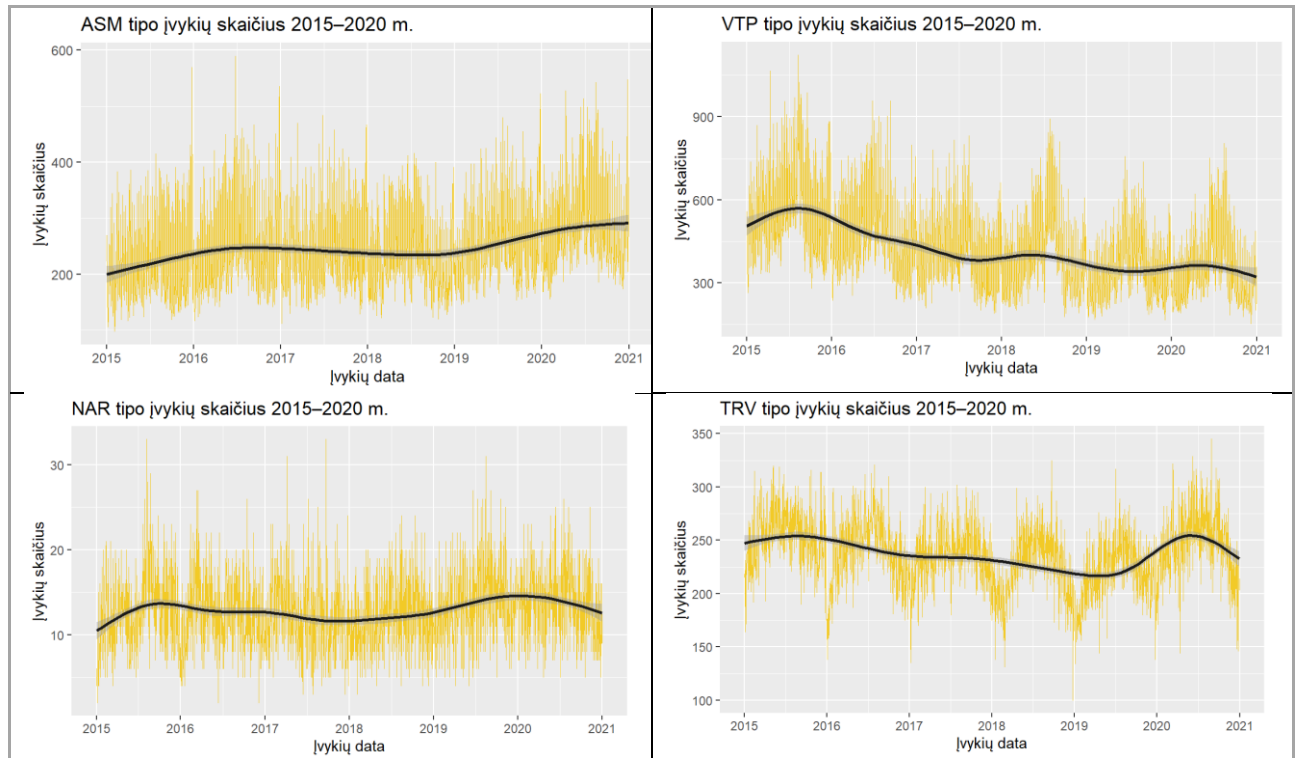 ASM tipo įvykių skaičius 2015–2020 m.
600
400
200
Įvykių skaičius
2015 2016 2017 2018 2019 2020 2021
Įvykių data
VTP tipo įvykių skaičius 2015–2020 m.
900
600
300
Įvykių skaičius
2015 2016 2017 2018 2019 2020 2021
Įvykių data
NAR tipo įvykių skaičius 2015–2020 m.
30
20
10
Įvykių skaičius
2015 2016 2017 2018 2019 2020 2021
Įvykių data
TRV tipo įvykių skaičius 2015–2020 m.
350
300
250
200
150
100
Įvykių skaičius
2015 2016 2017 2018 2019 2020 2021
Įvykių data